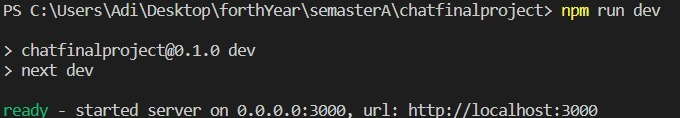 PS C:\Users\Adi\Desktop\forthYear\semasterA\chatfinalproject> npm run dev
> chatfinalproject@0.1.0 dev
> next dev
ready - started server on 0.0.0.0:3000, url: http://localhost:3000